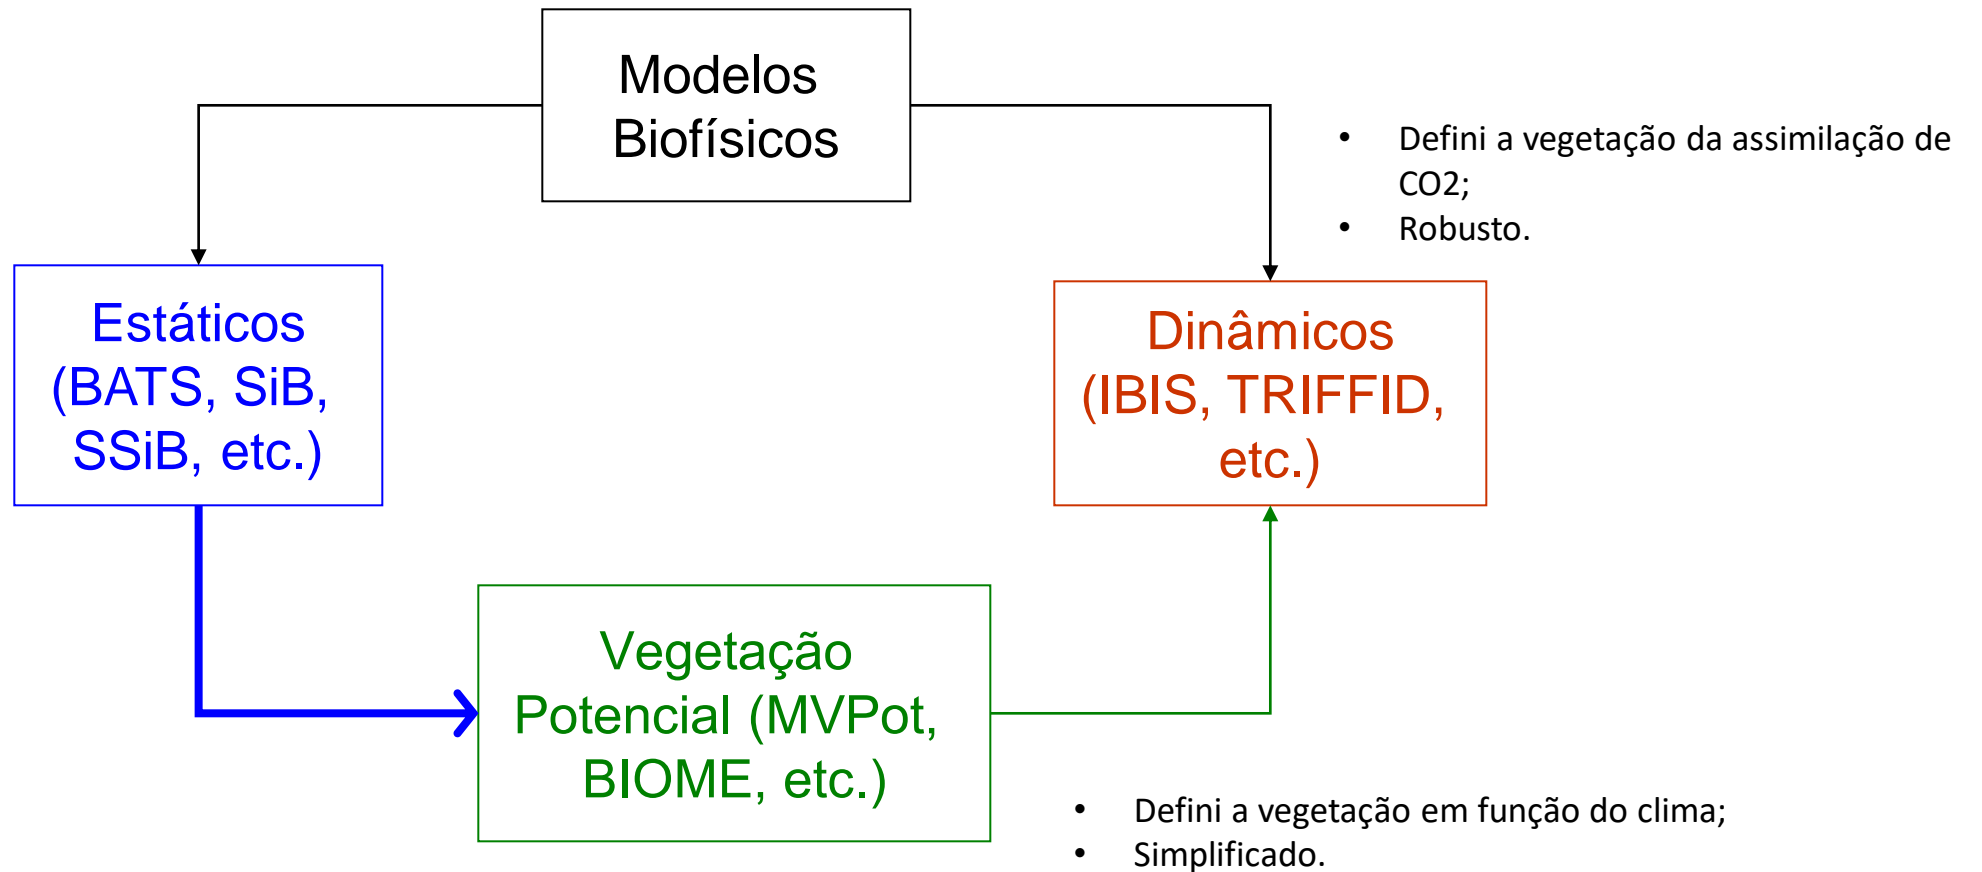 Modelos
Biofísicos
• Defini a vegetação da assimilação de
CO2;
• Robusto.
Estáticos
(BATS, SiB,
SSiB, etc.)
Dinâmicos
(IBIS, TRIFFID,
etc.)
Vegetação
Potencial (MVPot,
BIOME, etc.)
• Defini a vegetação em função do clima;
• Simplificado.